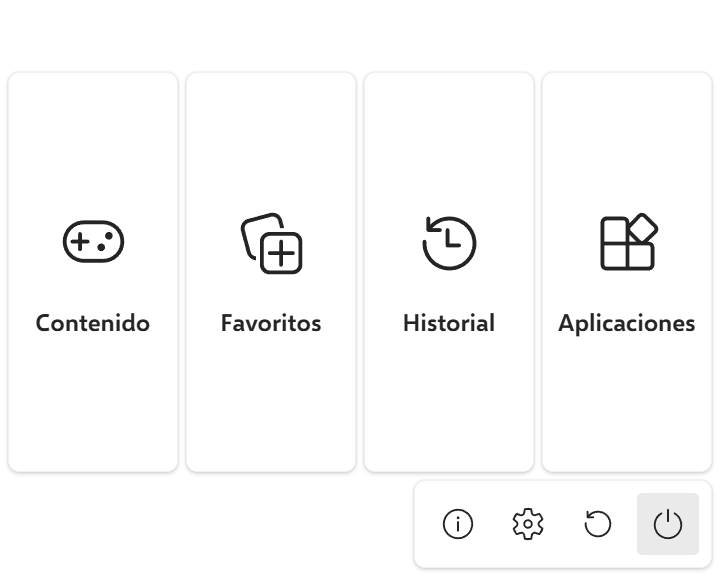 Contenido
Favoritos
Historial
Aplicaciones